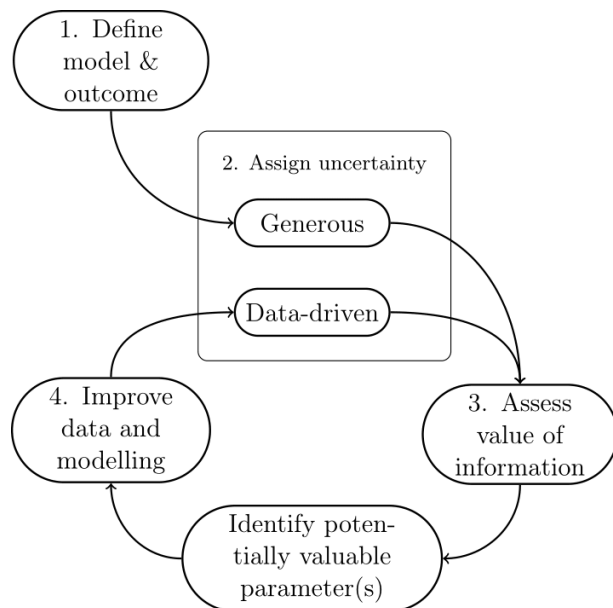 1. Define
model &
outcome
2. Assign uncertainty
Generous
Data-driven
4. Improve
data and
modelling
3. Assess
value of
information
Identify poten-
tially valuable
parameter(s)